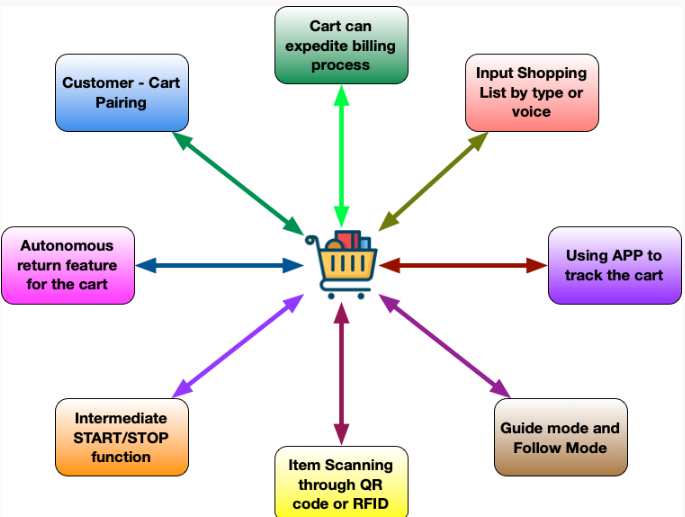 Cart can
expedite billing
process
Customer - Cart
Pairing
Input Shopping
List by type or
voice
Autonomous
return feature
for the cart
Using APP to
track the cart
Intermediate
START/STOP
function
Guide mode and
Follow Mode
Item Scanning
through QR
code or RFID